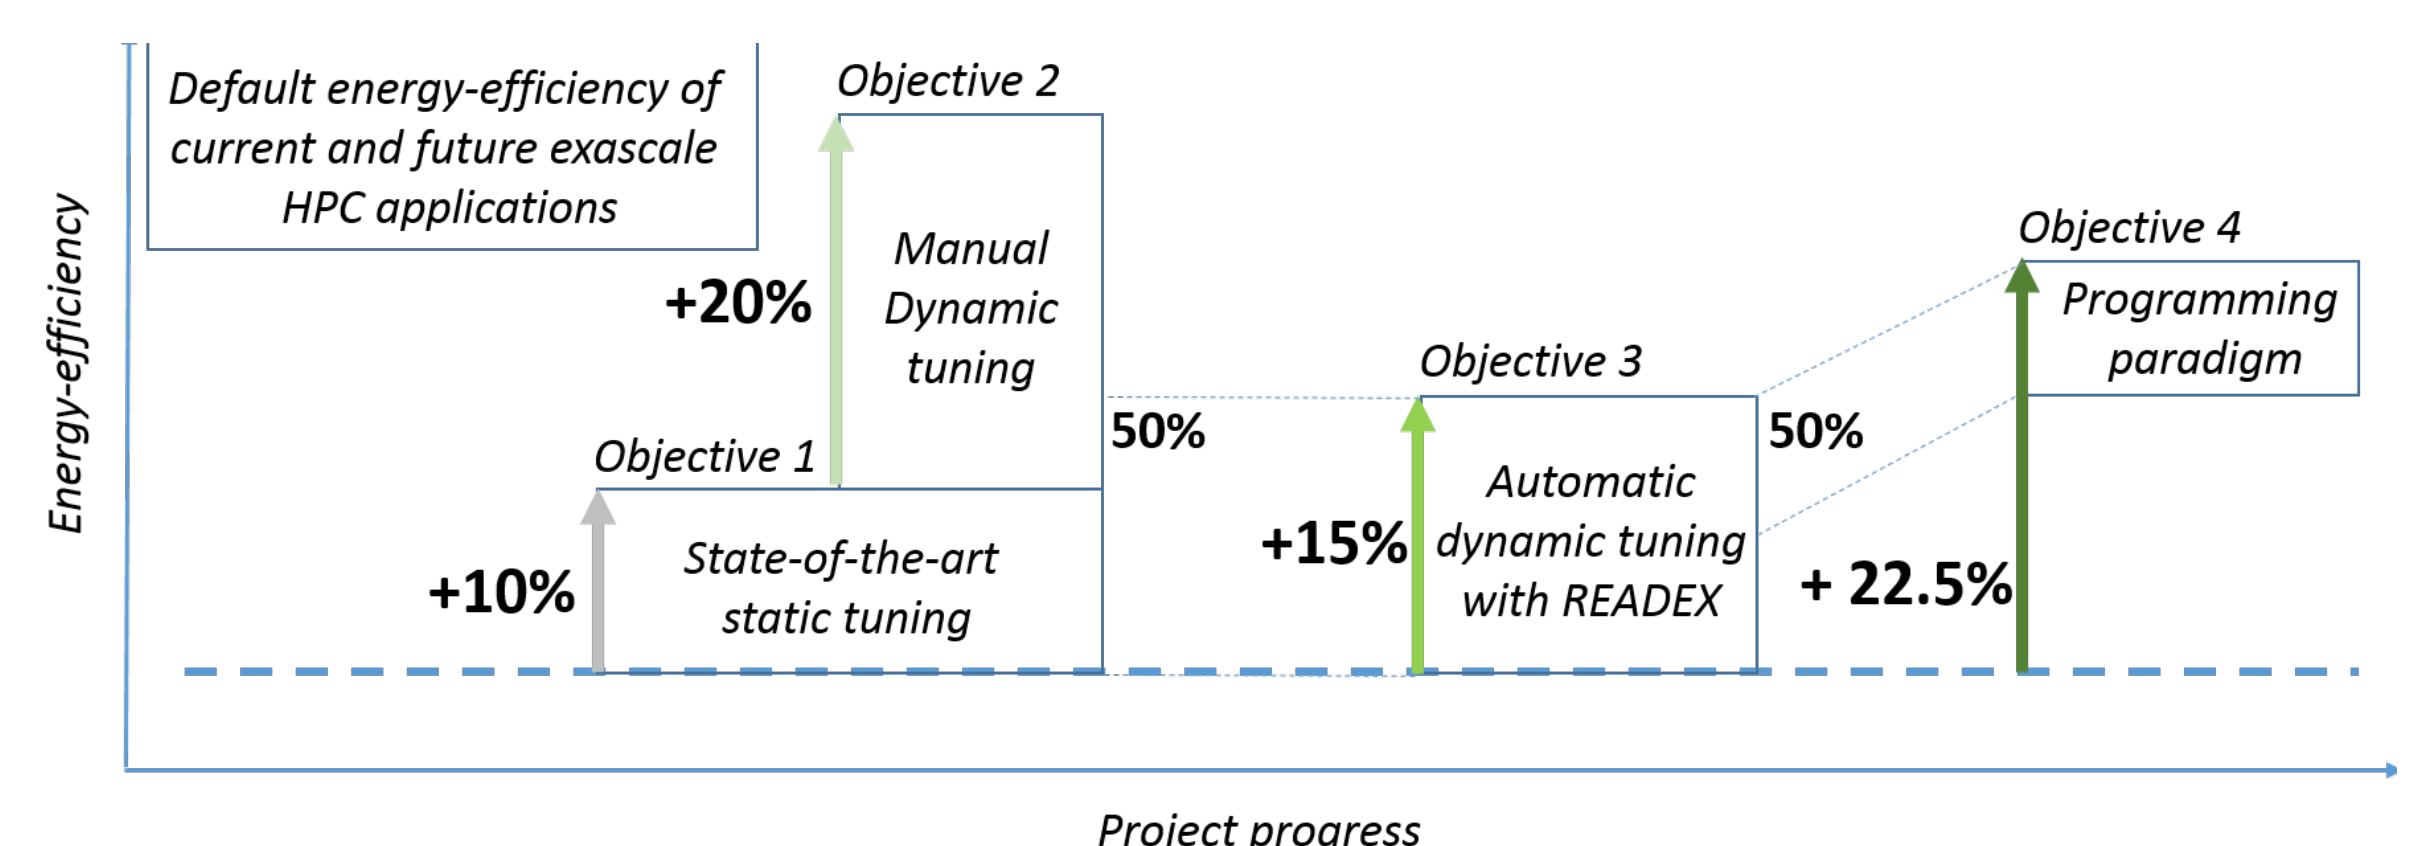 Default energy-efficiency of
current and future exascale
HPC applications
Energy-efficiency
Objective 2
Manual
Dynamic
tuning
+20%
Objective 1
State-of-the-art
static tuning
+10%
50%
Objective 3
Automatic
dynamic tuning
with READEX
+15%
50%
Objective 4
Programming
paradigm
+ 22.5%
Project progress